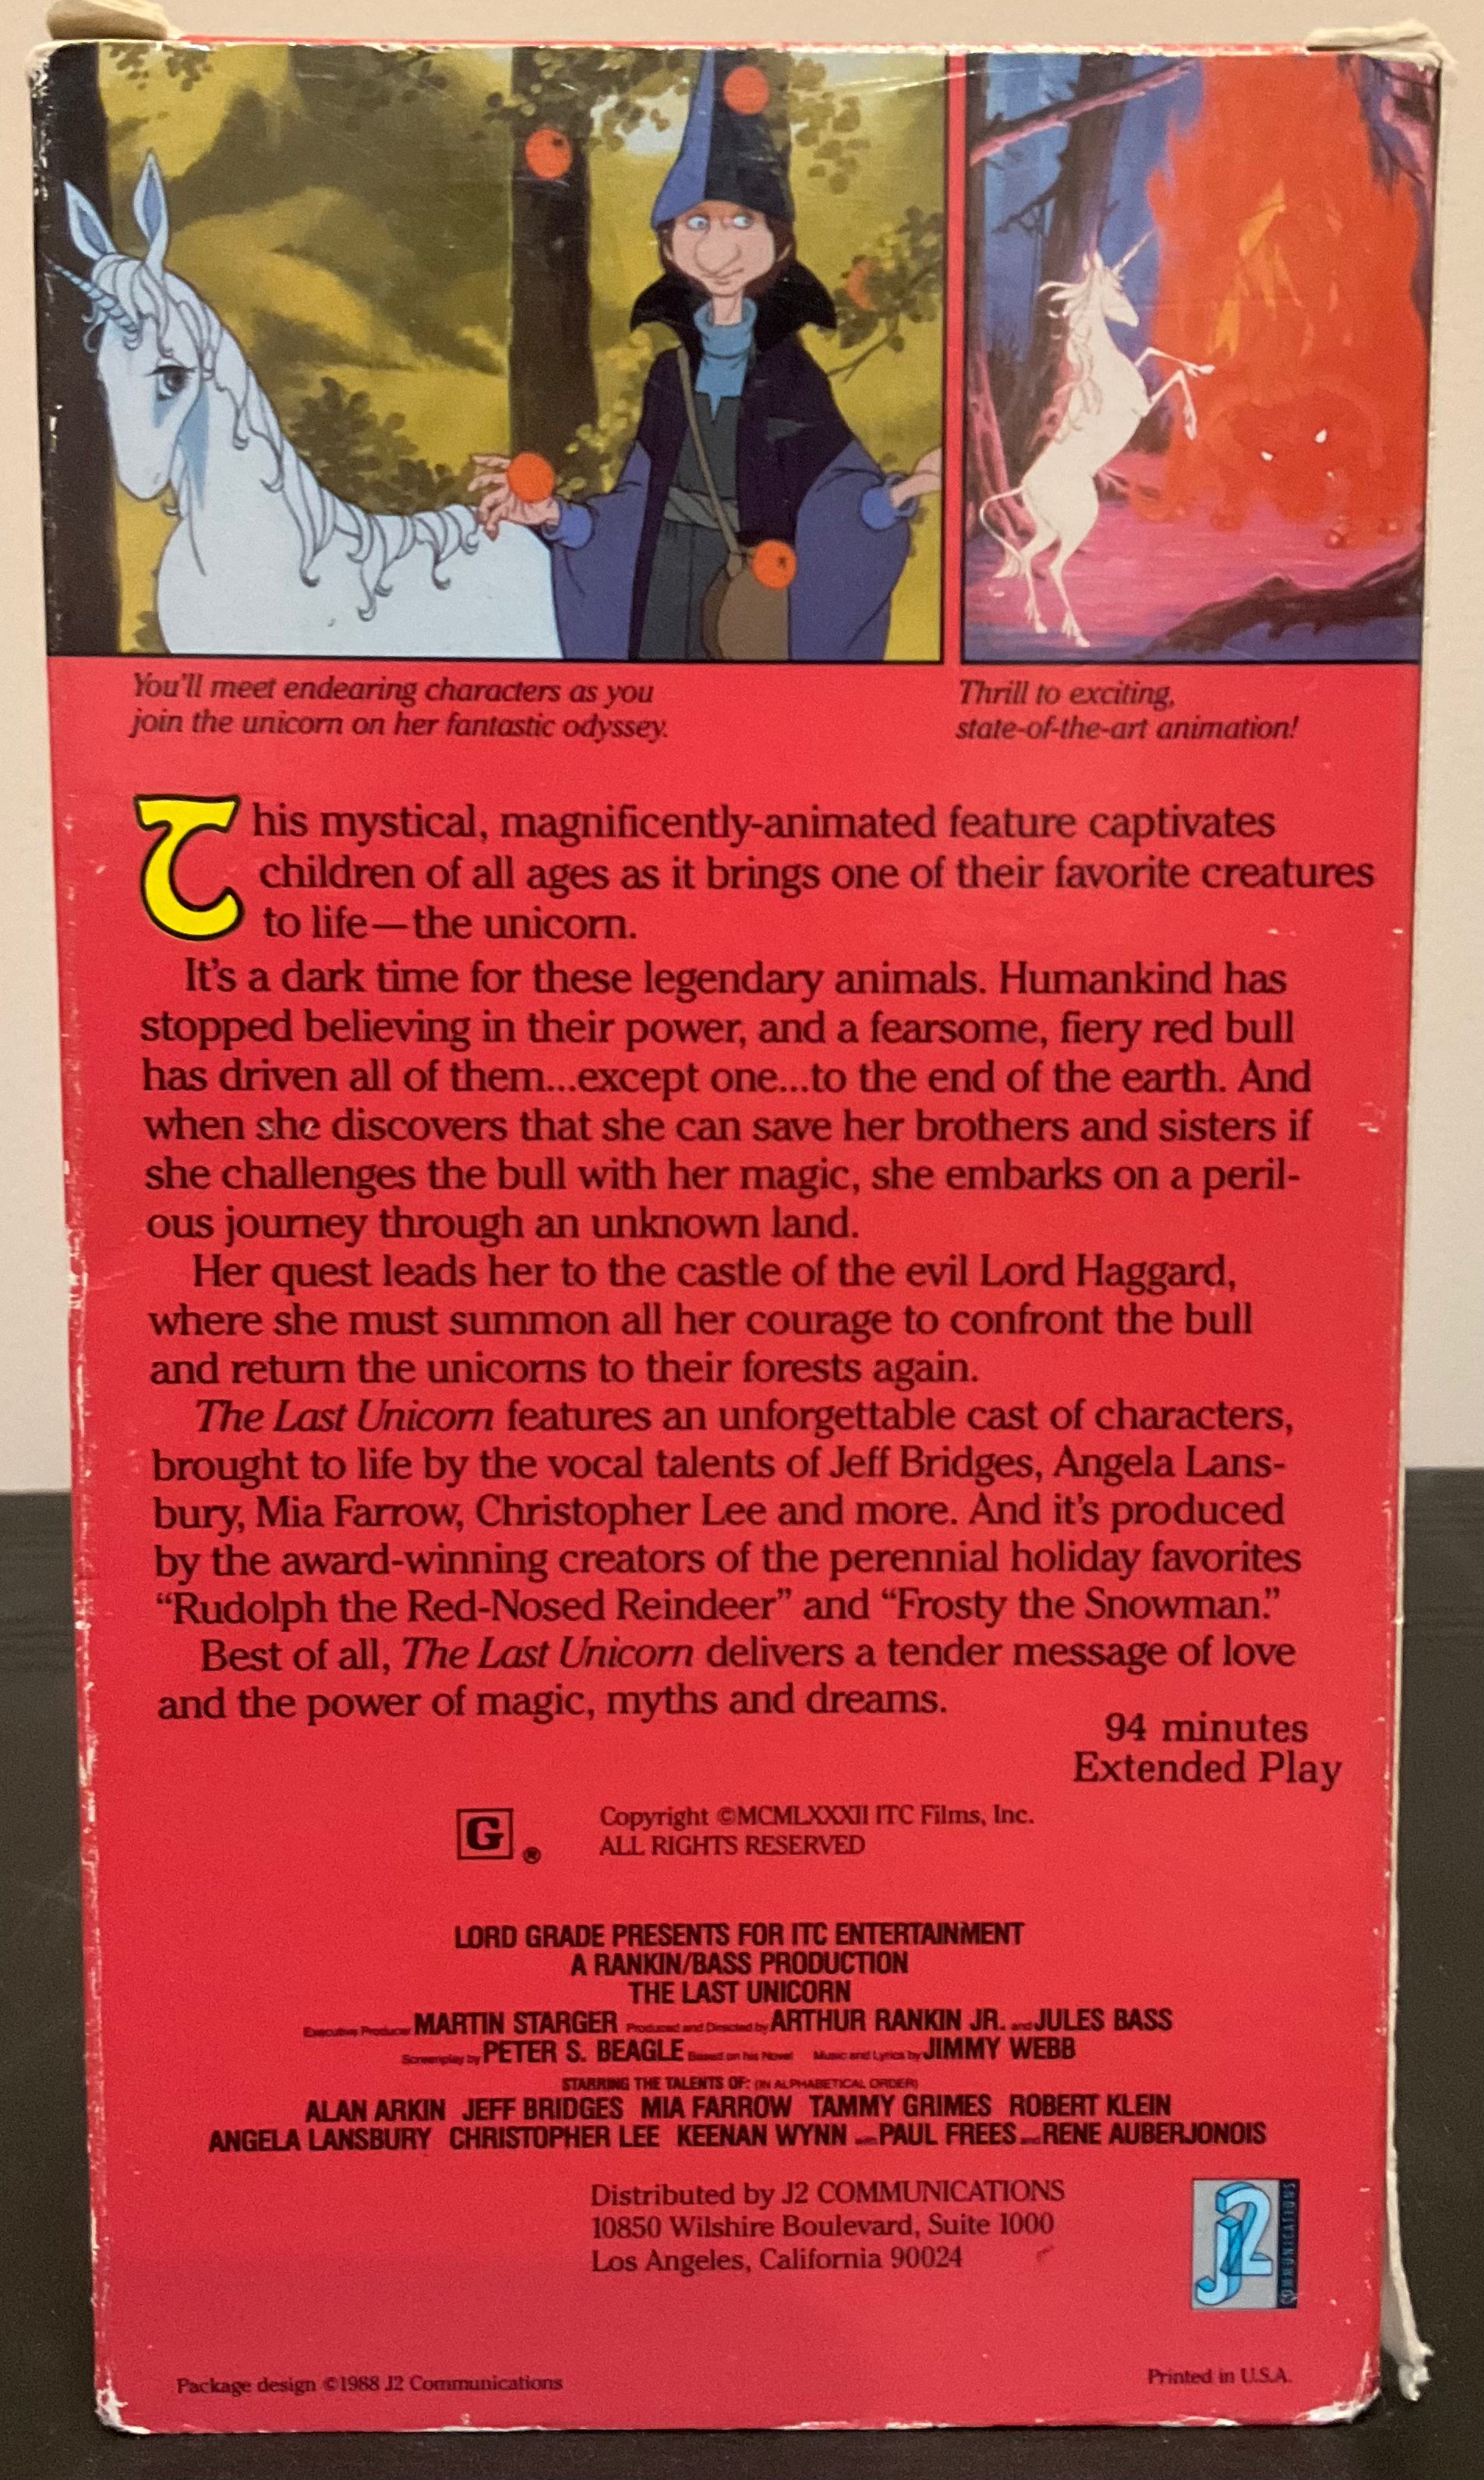 You'll meet endearing characters as you
join the unicorn on her fantastic odyssey.
Thrill to exciting,
state-of-the-art animation!
This mystical, magnificently-animated feature captivates
children of all ages as it brings one of their favorite creatures
to life—the unicorn.
It's a dark time for these legendary animals. Humankind has
stopped believing in their power, and a fearsome, fiery red bull
has driven all of them...except one...to the end of the earth. And
when she discovers that she can save her brothers and sisters if
she challenges the bull with her magic, she embarks on a peril-
ous journey through an unknown land.
Her quest leads her to the castle of the evil Lord Haggard,
where she must summon all her courage to confront the bull
and return the unicorns to their forests again.
The Last Unicorn features an unforgettable cast of characters,
brought to life by the vocal talents of Jeff Bridges, Angela Lans-
bury, Mia Farrow, Christopher Lee and more. And it's produced
by the award-winning creators of the perennial holiday favorites
“Rudolph the Red-Nosed Reindeer” and “Frosty the Snowman.”
Best of all, The Last Unicorn delivers a tender message of love
and the power of magic, myths and dreams.
94 minutes
Extended Play
G ®
Copyright ©MCMLXXXII ITC Films, Inc.
ALL RIGHTS RESERVED
LORD GRADE PRESENTS FOR ITC ENTERTAINMENT
A RANKIN/BASS PRODUCTION
THE LAST UNICORN
Executive Producer MARTIN STARGER Produced and Directed by ARTHUR RANKIN JR. and JULES BASS
Screenplay by PETER S. BEAGLE Based on his Novel Music and Lyrics by JIMMY WEBB
STARRING THE TALENTS OF: (IN ALPHABETICAL ORDER)
ALAN ARKIN JEFF BRIDGES MIA FARROW TAMMY GRIMES ROBERT KLEIN
ANGELA LANSBURY CHRISTOPHER LEE KEENAN WYNN with PAUL FREES and RENE AUBERJONOIS
Distributed by J2 COMMUNICATIONS
10850 Wilshire Boulevard, Suite 1000
Los Angeles, California 90024
J2
COMMUNICATIONS
Package design ©1988 J2 Communications
Printed in U.S.A.